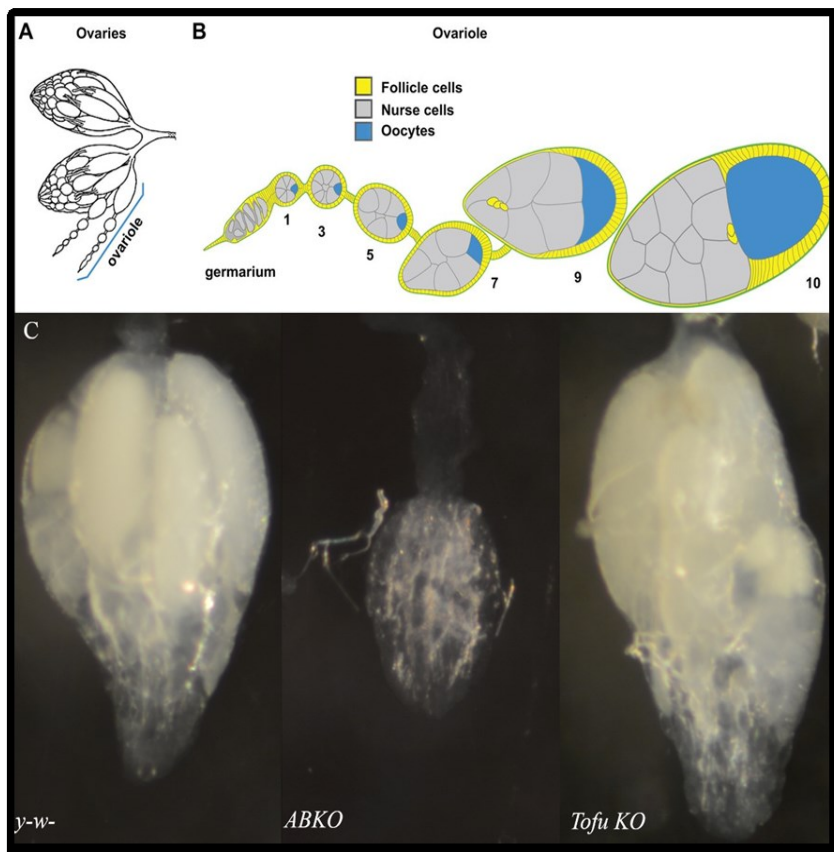 A
Ovaries
ovariole
B
Ovariole
Follicle cells
Nurse cells
Oocytes
germarium
1
3
5
7
9
10
C
y-w-
ABKO
Tofu KO